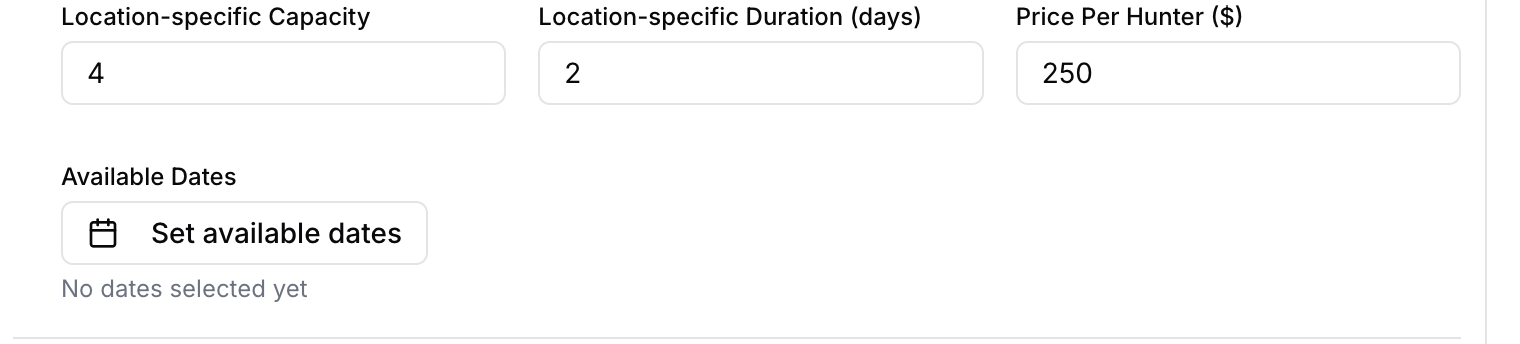 Location-specific Capacity
Location-specific Duration (days)
Price Per Hunter ($)
4
2
250
Available Dates
Set available dates
No dates selected yet